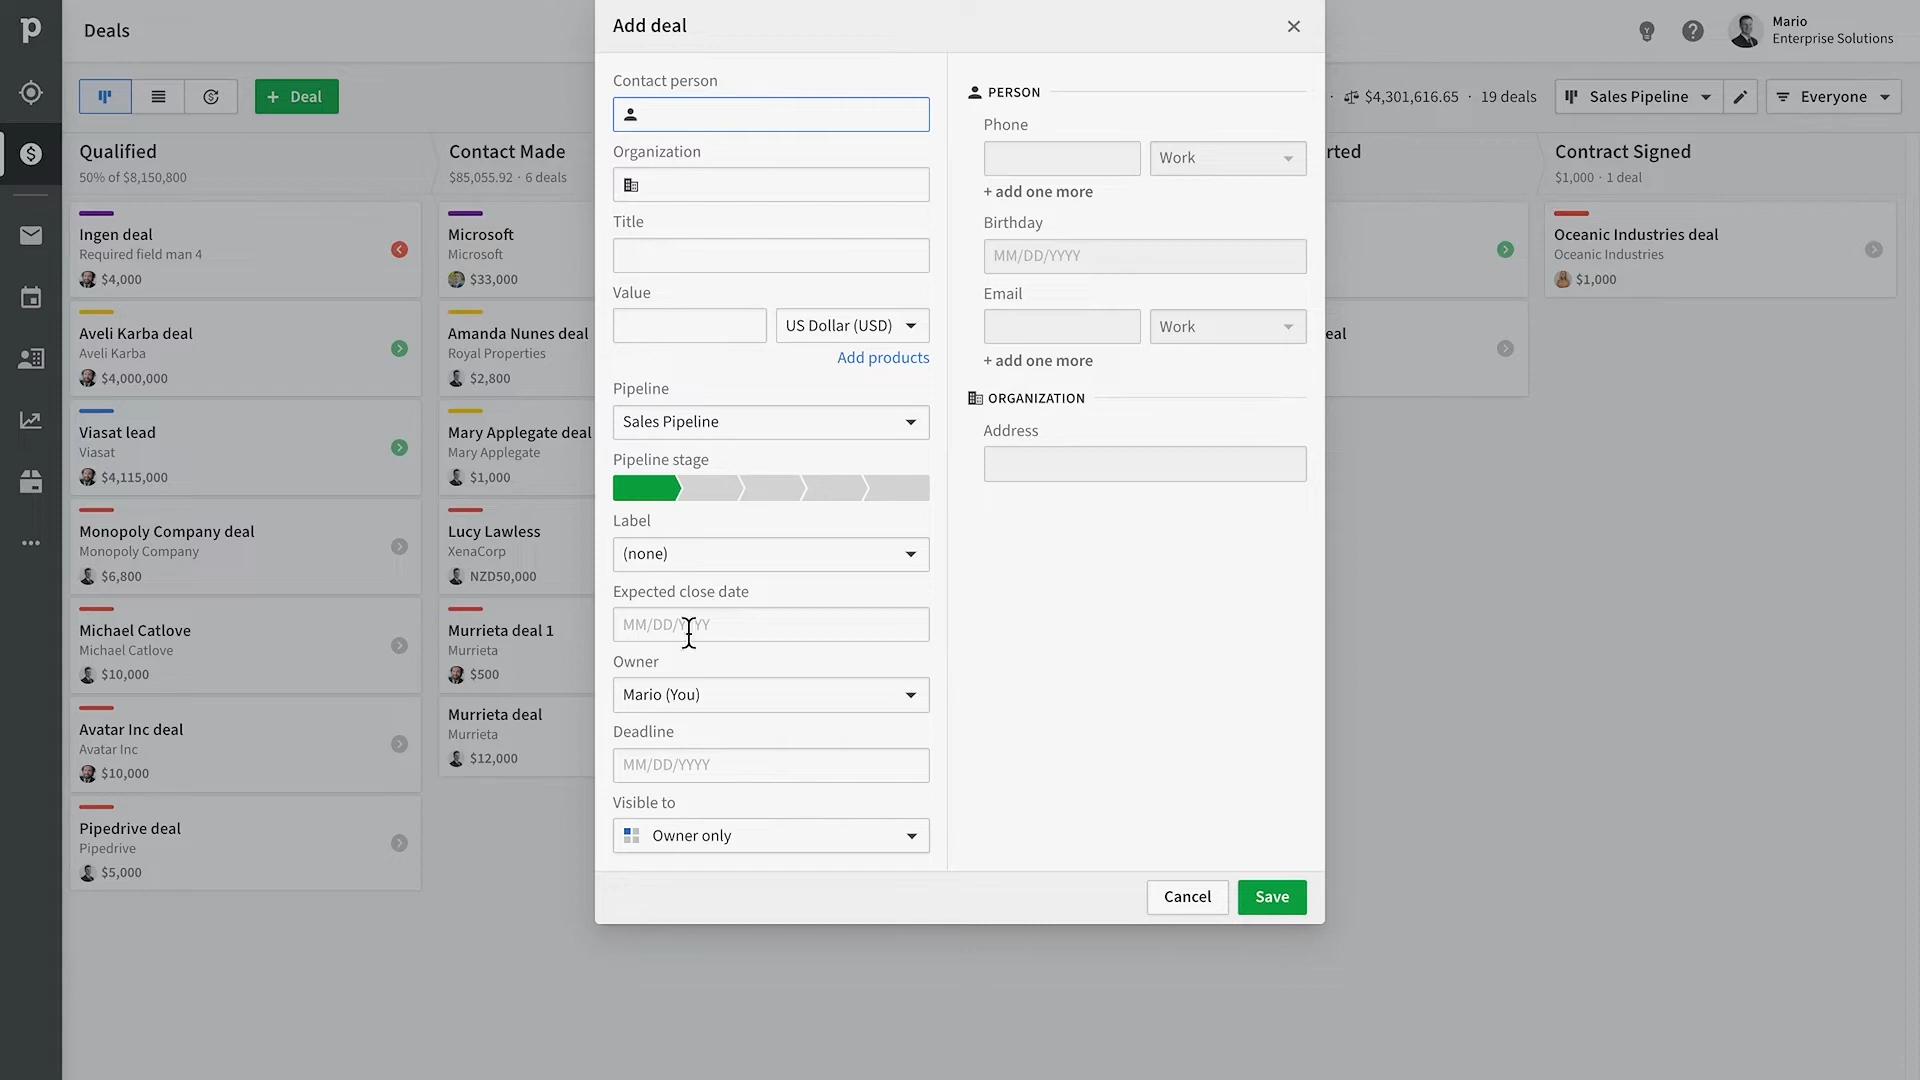 p
Deals
Mario
Enterprise Solutions
+ Deal
· $4,301,616.65 · 19 deals
Sales Pipeline
Everyone
Qualified
50% of $8,150,800
Ingen deal
Required field man 4
$4,000
Aveli Karba deal
Aveli Karba
$4,000,000
Viasat lead
Viasat
$4,115,000
Monopoly Company deal
Monopoly Company
$6,800
Michael Catlove
Michael Catlove
$10,000
Avatar Inc deal
Avatar Inc
$10,000
Pipedrive deal
Pipedrive
$5,000
Contact Made
$85,055.92 · 6 deals
Microsoft
Microsoft
$33,000
Amanda Nunes deal
Royal Properties
$2,800
Mary Applegate deal
Mary Applegate
$1,000
Lucy Lawless
XenaCorp
NZD50,000
Murrieta deal 1
Murrieta
$500
Murrieta deal
Murrieta
$12,000
Add deal
Contact person
Organization
Title
Value
US Dollar (USD)
Add products
Pipeline
Sales Pipeline
Pipeline stage
Label
(none)
Expected close date
MM/DD/YYYY
Owner
Mario (You)
Deadline
MM/DD/YYYY
Visible to
Owner only
PERSON
Phone
Work
+ add one more
Birthday
MM/DD/YYYY
Email
Work
+ add one more
ORGANIZATION
Address
Cancel
Save
rted
eal
Contract Signed
$1,000 · 1 deal
Oceanic Industries deal
Oceanic Industries
$1,000